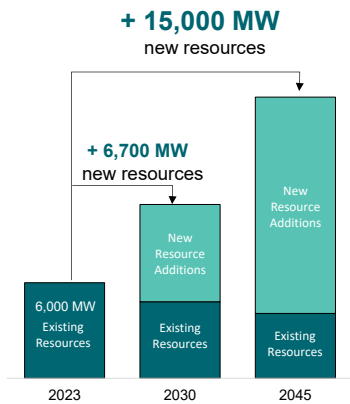 + 15,000 MW
new resources
+ 6,700 MW
new resources
New
Resource
Additions
New
Resource
Additions
6,000 MW
Existing
Resources
Existing
Resources
Existing
Resources
2023
2030
2045